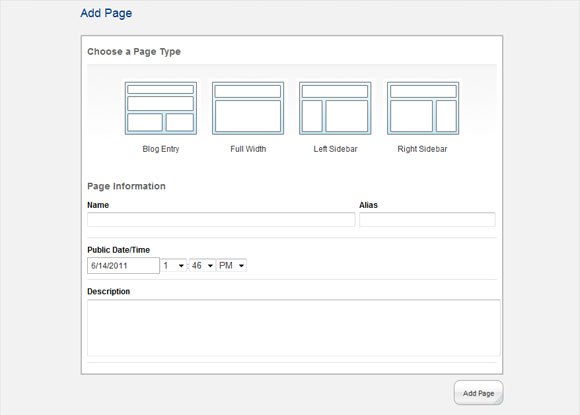 Add Page
Choose a Page Type
Blog Entry Full Width Left Sidebar Right Sidebar
Page Information
Name Alias
Public Date/Time
6/14/2011 1 : 46 PM
Description
Add Page